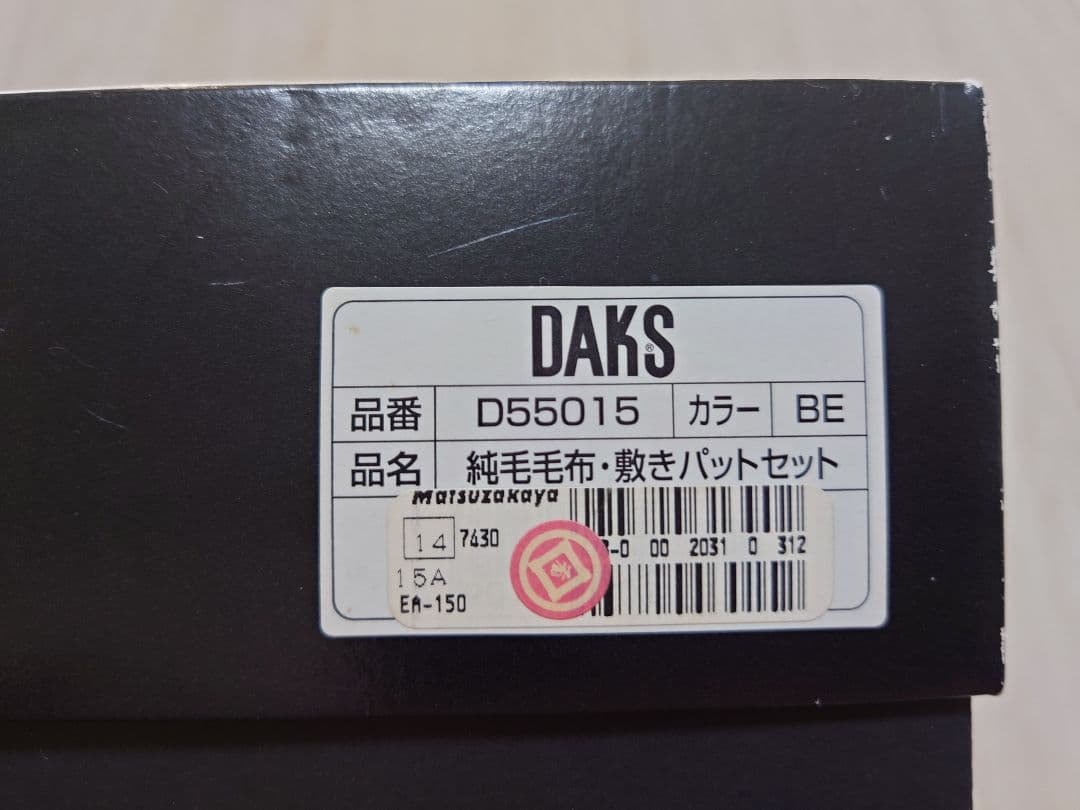 DAKS®
品番 D55015 カラー BE
品名 純毛毛布・敷きパットセット
Matsuzakaya
14 7430
-0 00 2031 0 312
15A
EA-150